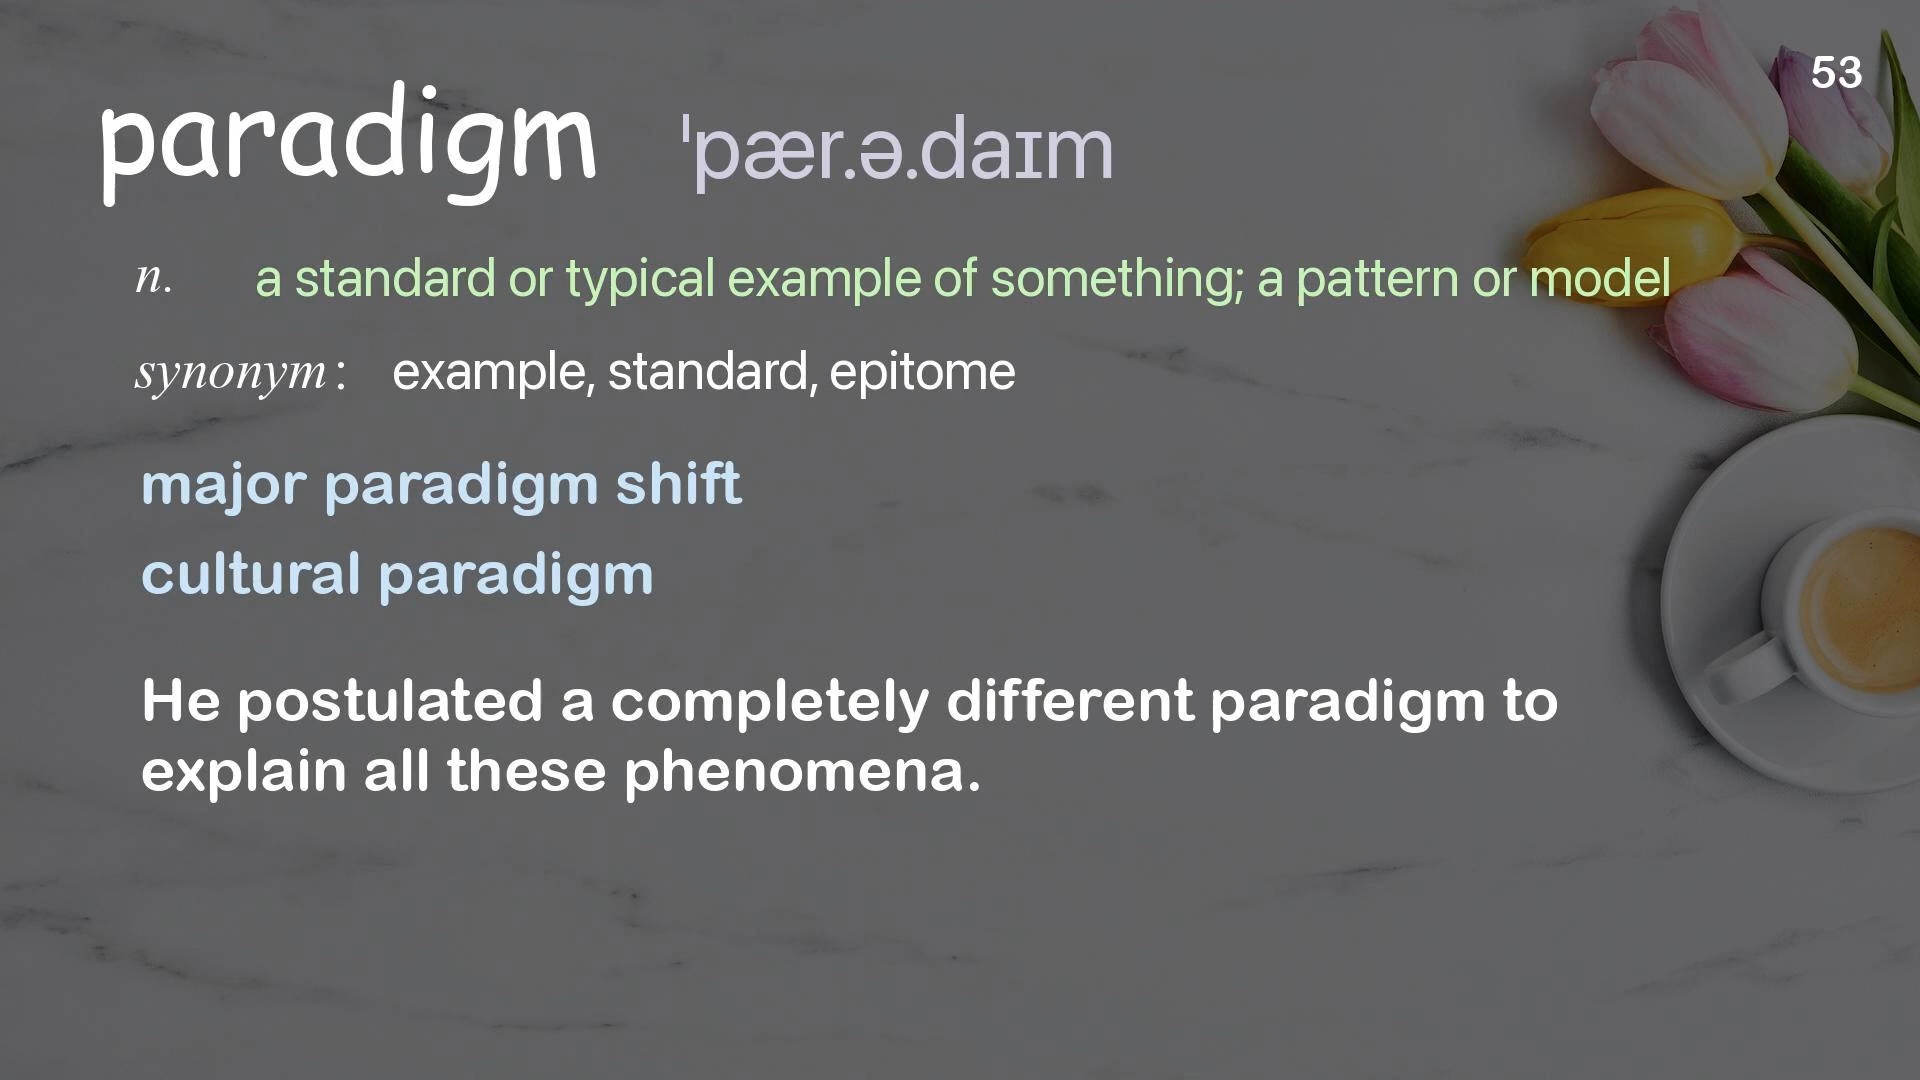 53
paradigm ˈpær.ə.daɪm
n. a standard or typical example of something; a pattern or model
synonym: example, standard, epitome
major paradigm shift
cultural paradigm
He postulated a completely different paradigm to
explain all these phenomena.